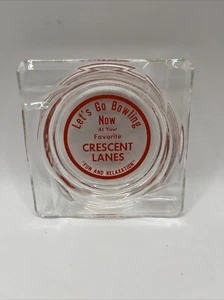 Let's Go Bowling
Now
At Your
Favorite
CRESCENT
LANES
"FUN AND RELAXATION"